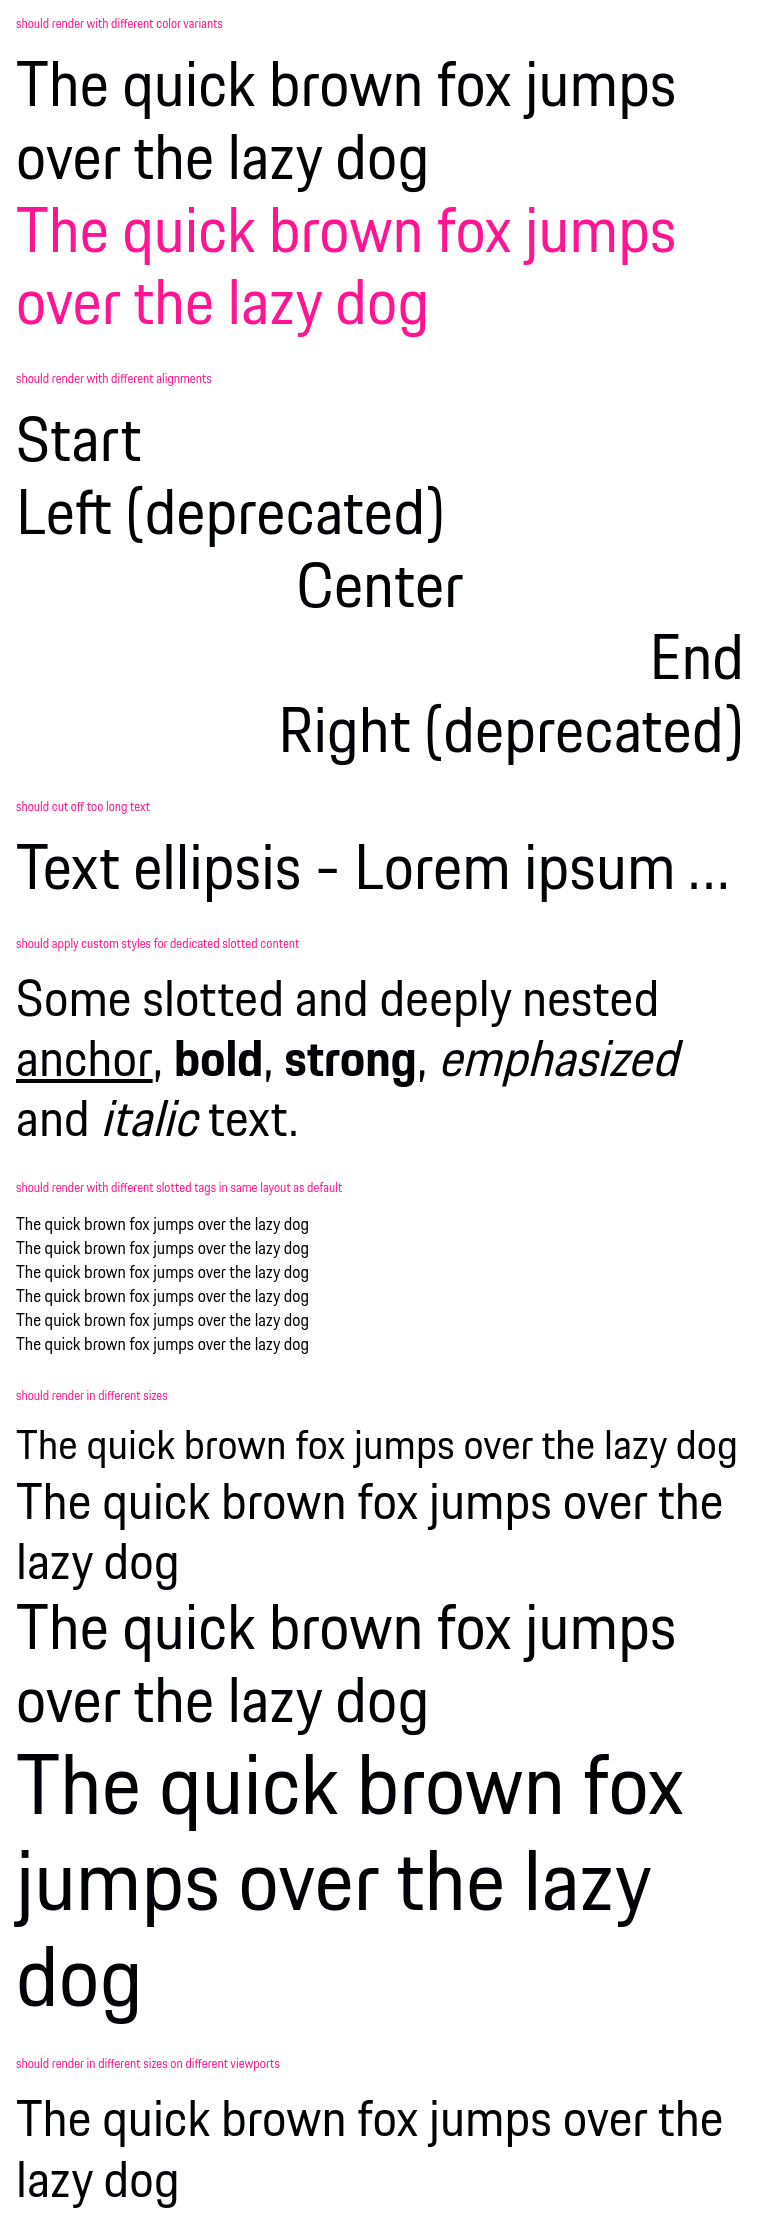 should render with different color variants
The quick brown fox jumps
over the lazy dog
The quick brown fox jumps
over the lazy dog
should render with different alignments
Start
Left (deprecated)
Center
End
Right (deprecated)
should cut off too long text
Text ellipsis - Lorem ipsum ...
should apply custom styles for dedicated slotted content
Some slotted and deeply nested
anchor, bold, strong, emphasized
and italic text.
should render with different slotted tags in same layout as default
The quick brown fox jumps over the lazy dog
The quick brown fox jumps over the lazy dog
The quick brown fox jumps over the lazy dog
The quick brown fox jumps over the lazy dog
The quick brown fox jumps over the lazy dog
The quick brown fox jumps over the lazy dog
should render in different sizes
The quick brown fox jumps over the lazy dog
The quick brown fox jumps over the
lazy dog
The quick brown fox jumps
over the lazy dog
The quick brown fox
jumps over the lazy
dog
should render in different sizes on different viewports
The quick brown fox jumps over the
lazy dog